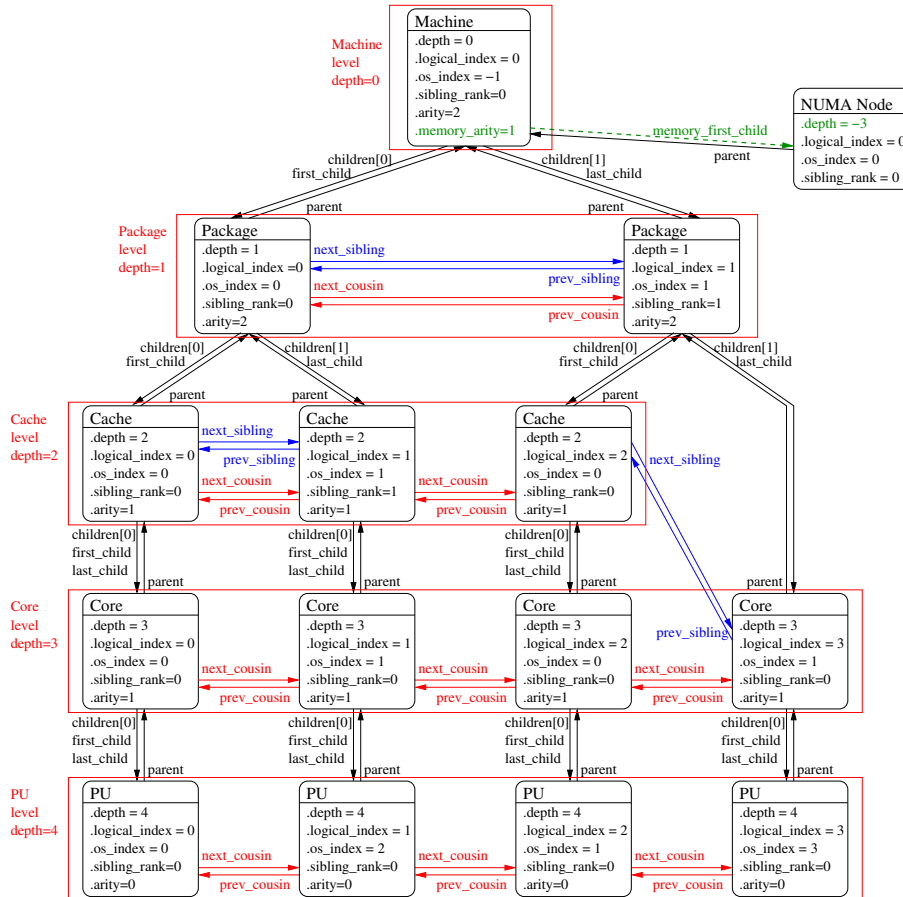 Machine
level
depth=0
Machine
.depth = 0
.logical_index = 0
.os_index = −1
.sibling_rank=0
.arity=2
.memory_arity=1
NUMA Node
.depth = −3
.logical_index = 0
.os_index = 0
.sibling_rank = 0
memory_first_child
parent
children[0]
first_child
parent
children[1]
last_child
parent
Package
level
depth=1
Package
.depth = 1
.logical_index =0
.os_index = 0
.sibling_rank=0
.arity=2
next_sibling
prev_sibling
next_cousin
prev_cousin
Package
.depth = 1
.logical_index = 1
.os_index = 1
.sibling_rank=1
.arity=2
children[0]
first_child
parent
children[1]
last_child
parent
children[0]
first_child
parent
children[1]
last_child
Cache
level
depth=2
Cache
.depth = 2
.logical_index = 0
.os_index = 0
.sibling_rank=0
.arity=1
next_sibling
prev_sibling
next_cousin
prev_cousin
Cache
.depth = 2
.logical_index = 1
.os_index = 1
.sibling_rank=1
.arity=1
next_cousin
prev_cousin
Cache
.depth = 2
.logical_index = 2
.os_index = 0
.sibling_rank=0
.arity=1
next_sibling
prev_sibling
children[0]
first_child
last_child
parent
children[0]
first_child
last_child
parent
children[0]
first_child
last_child
parent
parent
Core
level
depth=3
Core
.depth = 3
.logical_index = 0
.os_index = 0
.sibling_rank=0
.arity=1
next_cousin
prev_cousin
Core
.depth = 3
.logical_index = 1
.os_index = 1
.sibling_rank=0
.arity=1
next_cousin
prev_cousin
Core
.depth = 3
.logical_index = 2
.os_index = 0
.sibling_rank=0
.arity=1
next_cousin
prev_cousin
Core
.depth = 3
.logical_index = 3
.os_index = 1
.sibling_rank=0
.arity=1
children[0]
first_child
last_child
parent
children[0]
first_child
last_child
parent
children[0]
first_child
last_child
parent
children[0]
first_child
last_child
parent
PU
level
depth=4
PU
.depth = 4
.logical_index = 0
.os_index = 0
.sibling_rank=0
.arity=0
next_cousin
prev_cousin
PU
.depth = 4
.logical_index = 1
.os_index = 2
.sibling_rank=0
.arity=0
next_cousin
prev_cousin
PU
.depth = 4
.logical_index = 2
.os_index = 1
.sibling_rank=0
.arity=0
next_cousin
prev_cousin
PU
.depth = 4
.logical_index = 3
.os_index = 3
.sibling_rank=0
.arity=0